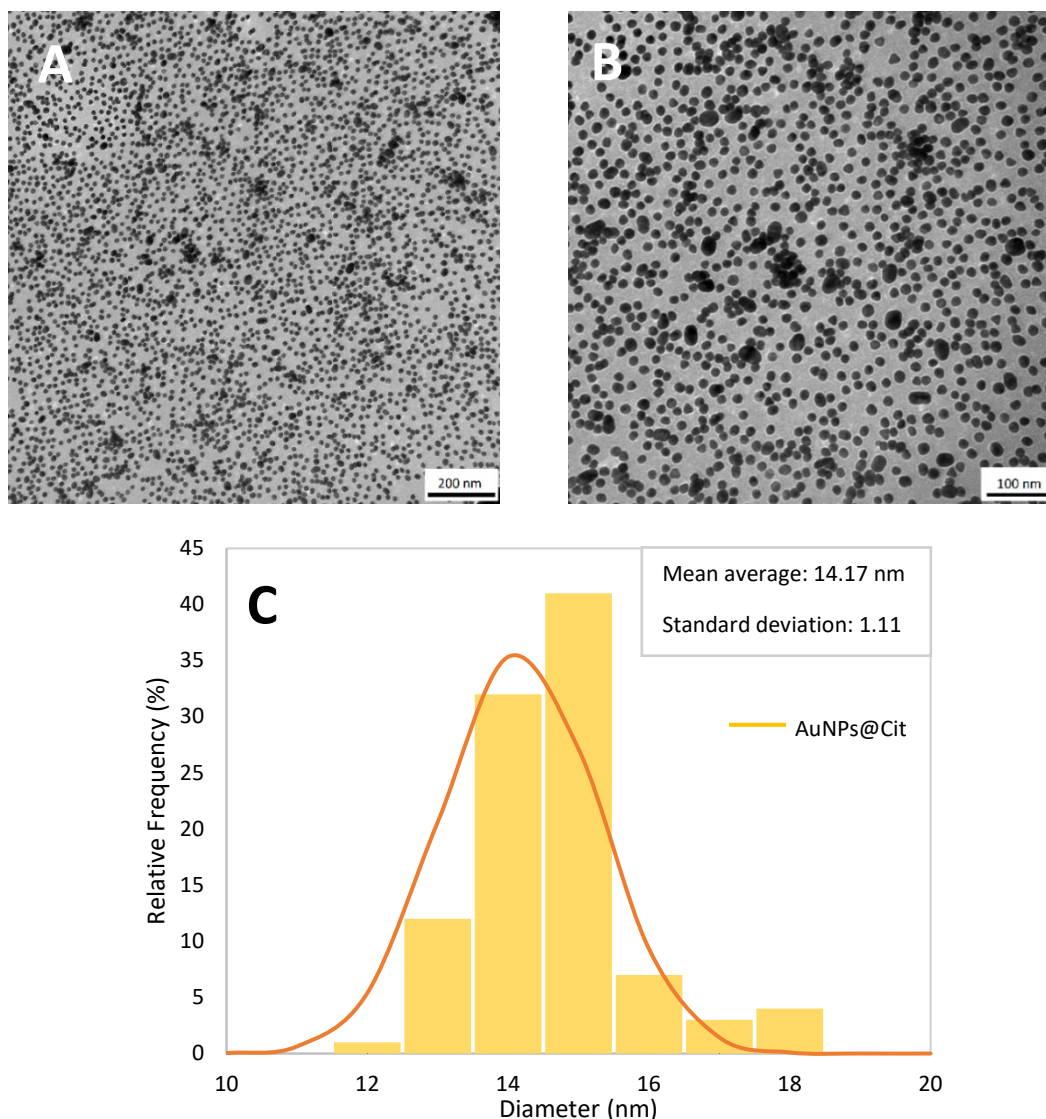 A
B
200 nm
100 nm
C
Mean average: 14.17 nm
Standard deviation: 1.11
AuNPs@Cit
Relative Frequency (%)
45
40
35
30
25
20
15
10
5
0
10 12 14 16 18 20
Diameter (nm)